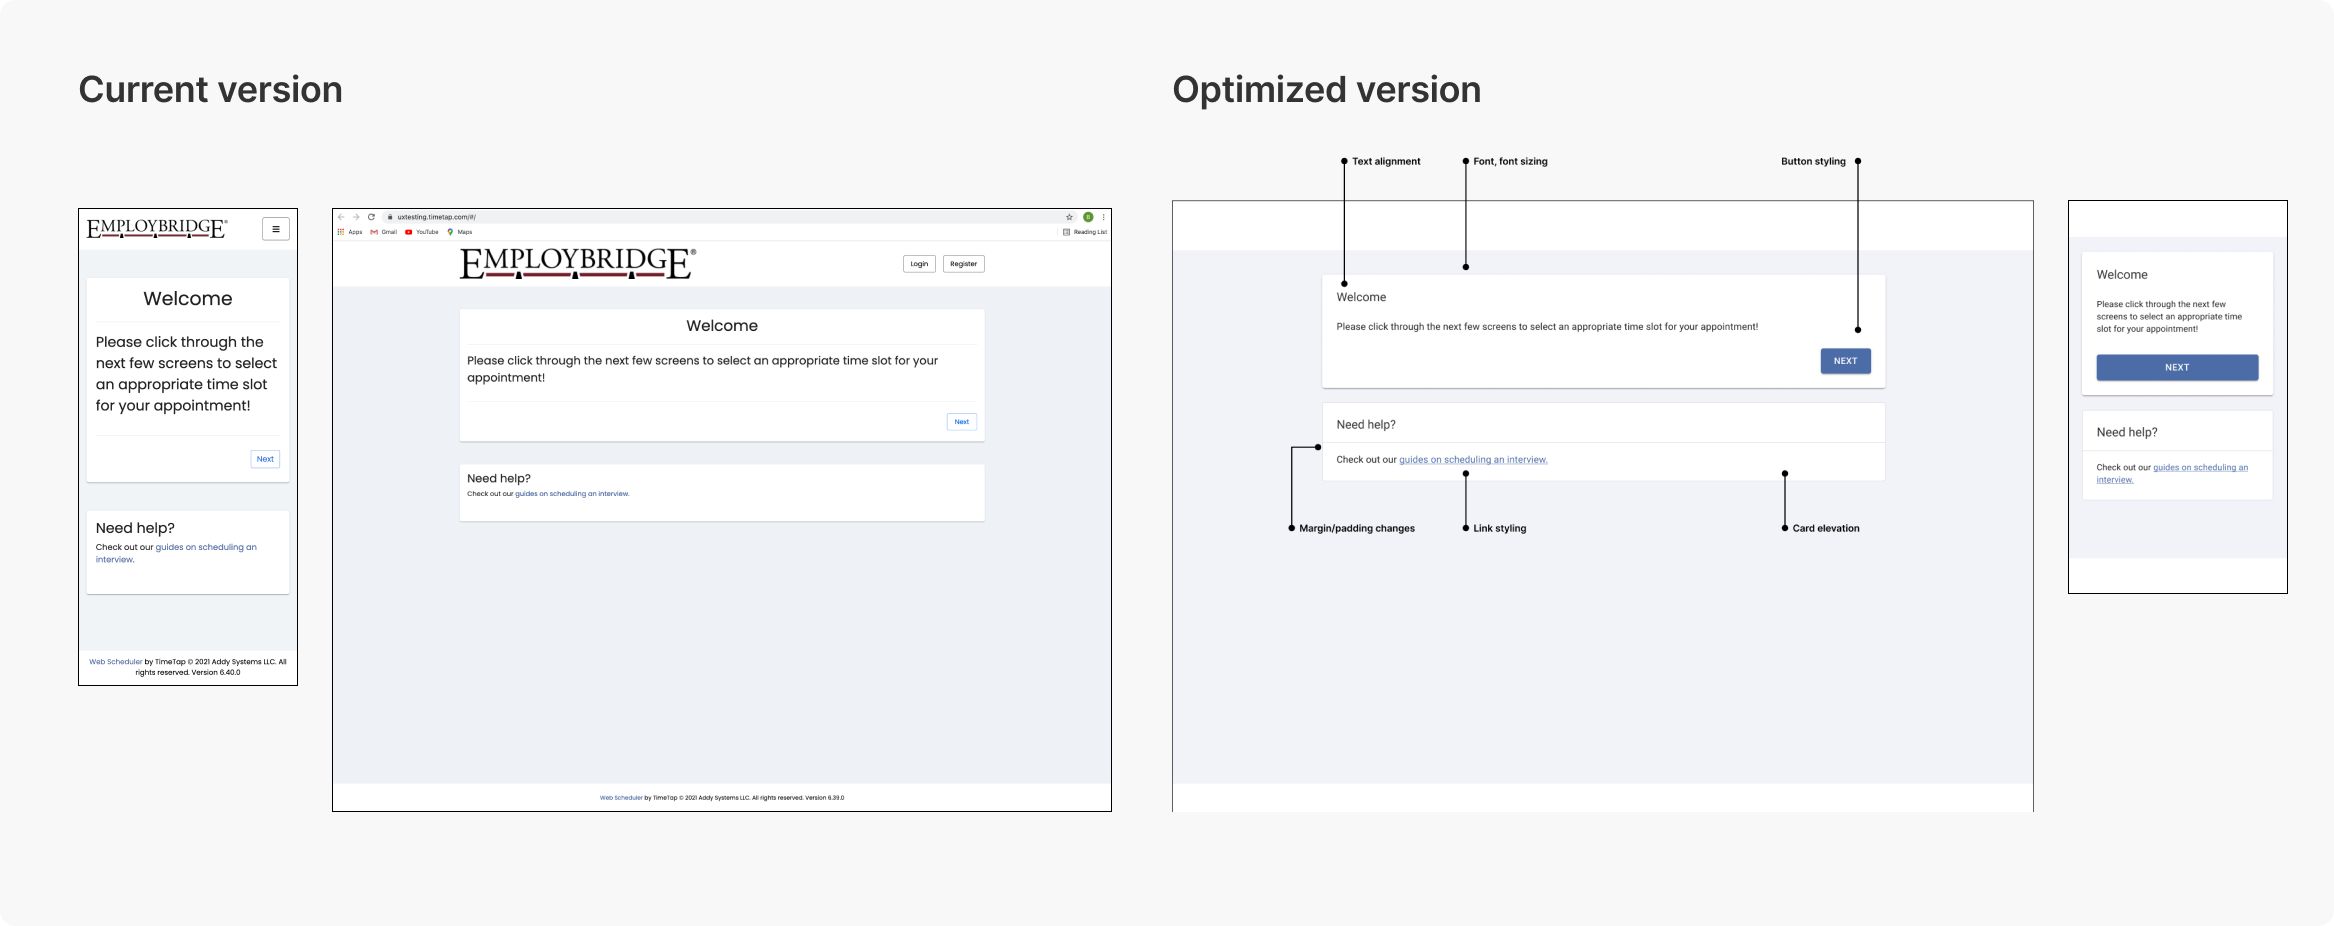 Current version
Optimized version
EMPLOYBRIDGE®
Welcome
Please click through the
next few screens to select
an appropriate time slot
for your appointment!
Next
Need help?
Check out our guides on scheduling an
interview.
Web Scheduler by TimeTap © 2021 Addy Systems LLC. All
rights reserved. Version 6.40.0
uxtesting.timetap.com/#/
B
Apps Gmail YouTube Maps Reading List
EMPLOYBRIDGE®
Login Register
Welcome
Please click through the next few screens to select an appropriate time slot for your
appointment!
Next
Need help?
Check out our guides on scheduling an interview.
Web Scheduler by TimeTap © 2021 Addy Systems LLC. All rights reserved. Version 6.39.0
Text alignment Font, font sizing Button styling
Welcome
Please click through the next few screens to select an appropriate time slot for your appointment!
NEXT
Need help?
Check out our guides on scheduling an interview.
Margin/padding changes Link styling Card elevation
Welcome
Please click through the next few
screens to select an appropriate time
slot for your appointment!
NEXT
Need help?
Check out our guides on scheduling an
interview.